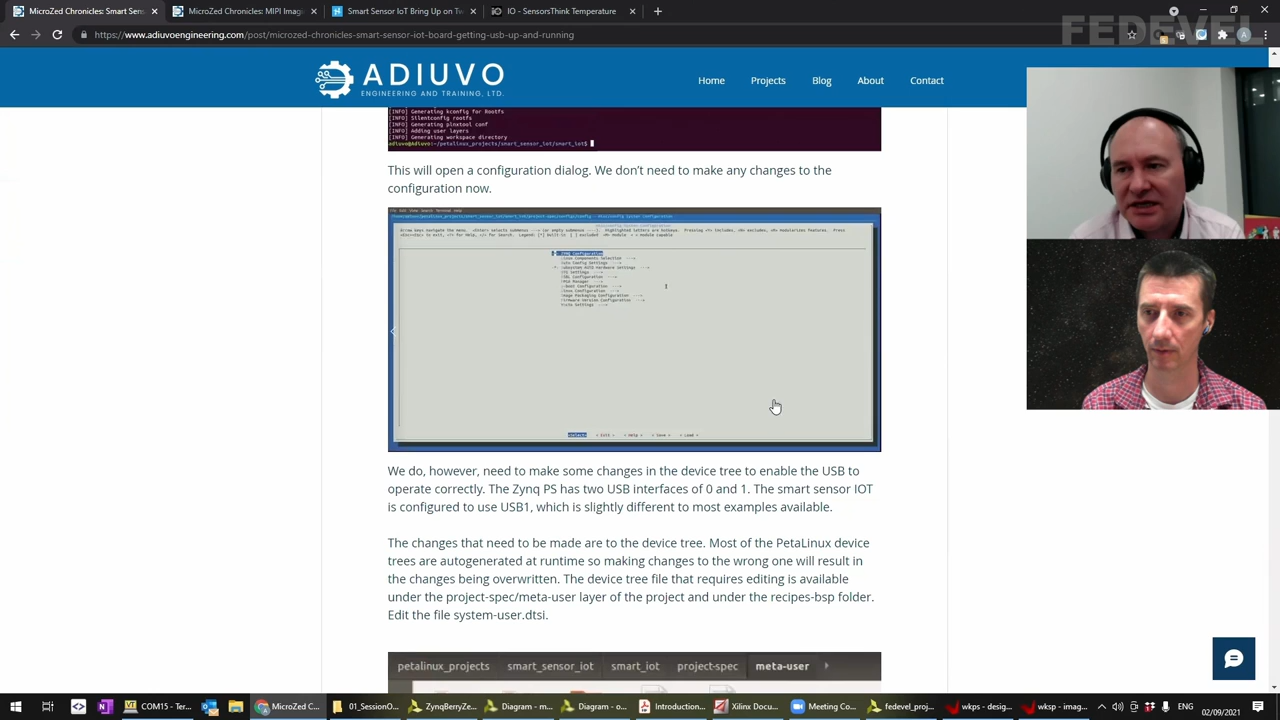 MicroZed Chronicles: Smart Sen
MicroZed Chronicles: MIPI Imag
IO - SensorsThink
https://www.adiuvoengineering.com/post/microzed-chronicles-smart-sensor-iot-board-getting-usb-up-and-running
FEDEVEL
ADIUVO
ENGINEERING AND TRAINING, LTD.
Home
Projects
Blog
About
Contact
[INFO] Generating kconfig for Rootfs
[INFO] Silentconfig rootfs
[INFO] Generating plnxtool conf
[INFO] Adding user layers
[INFO] Generating workspace directory
adiuvo@Adiuvo:~/petalinux_projects/smart_sensor_iot/smart_iot$
This will open a configuration dialog. We don't need to make any changes to the
configuration now.
We do, however, need to make some changes in the device tree to enable the USB to
operate correctly. The Zynq PS has two USB interfaces of 0 and 1. The smart sensor IOT
is configured to use USB1, which is slightly different to most examples available.
The changes that need to be made are to the device tree. Most of the PetaLinux device
trees are autogenerated at runtime so making changes to the wrong one will result in
the changes being overwritten. The device tree file that requires editing is available
under the project-spec/meta-user layer of the project and under the recipes-bsp folder.
Edit the file system-user.dtsi.
petalinux_projects
smart_sensor_iot
smart_iot
project-spec
meta-user
COM15 - Ter...
MicroZed C...
01_SessionO...
ZynqBerryZe...
Diagram - m...
Diagram - f...
Introduction...
Xilinx Docu...
Meeting Co...
fedevel_pro...
wkps - desig...
wksp - imag...
ENG
02/09/2021